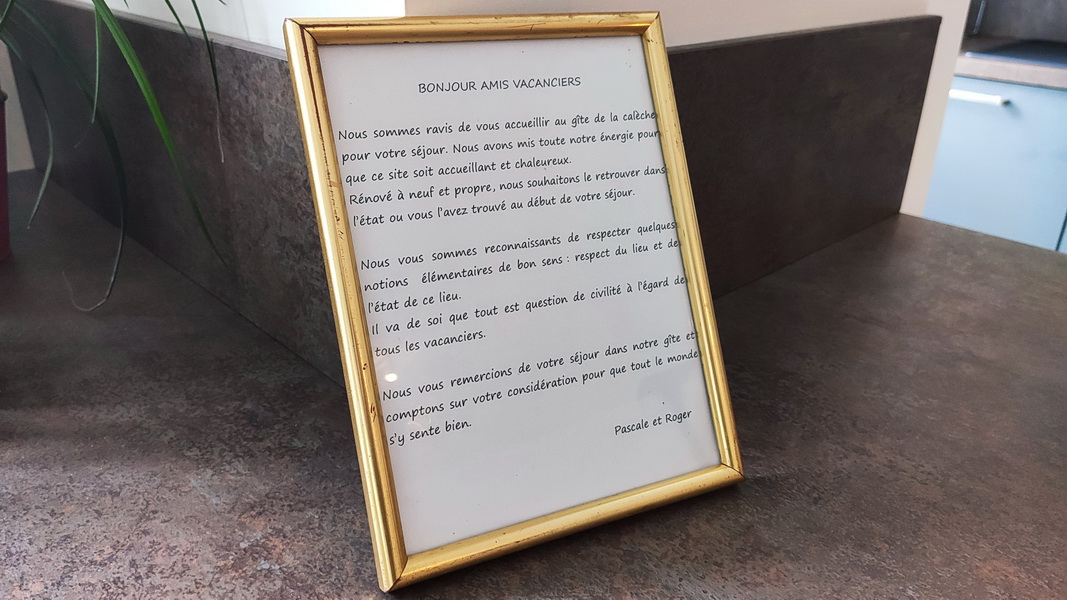 BONJOUR AMIS VACANCIERS
Nous sommes ravis de vous accueillir au gîte de la calèche
pour votre séjour. Nous avons mis toute notre énergie pour
que ce site soit accueillant et chaleureux.
Rénové à neuf et propre, nous souhaitons le retrouver dans
l'état ou vous l'avez trouvé au début de votre séjour.
Nous vous sommes reconnaissants de respecter quelques
notions élémentaires de bon sens : respect du lieu et de
l'état de ce lieu.
Il va de soi que tout est question de civilité à l'égard de
tous les vacanciers.
Nous vous remercions de votre séjour dans notre gîte et
comptons sur votre considération pour que tout le monde
s'y sente bien.
Pascale et Roger